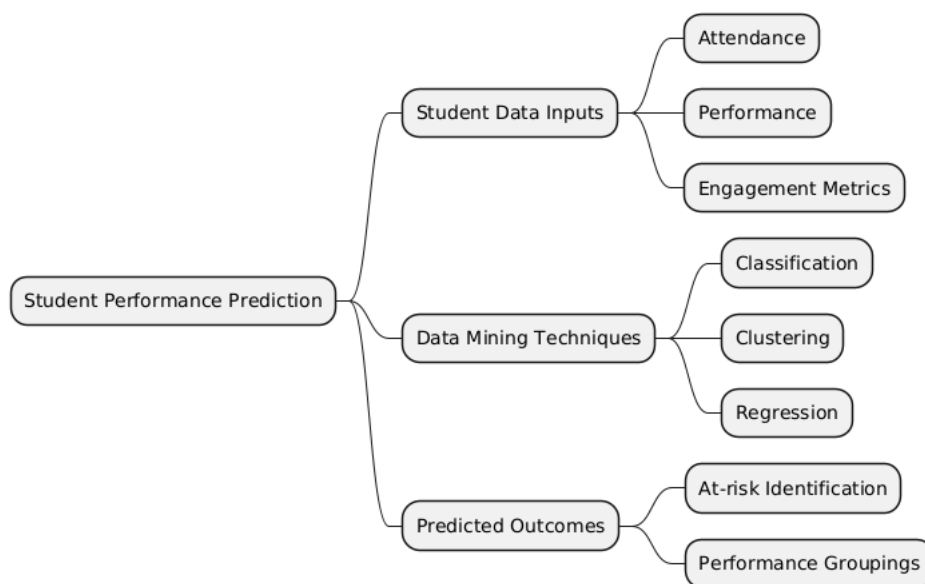 Student Performance Prediction
Student Data Inputs
Attendance
Performance
Engagement Metrics
Data Mining Techniques
Classification
Clustering
Regression
Predicted Outcomes
At-risk Identification
Performance Groupings